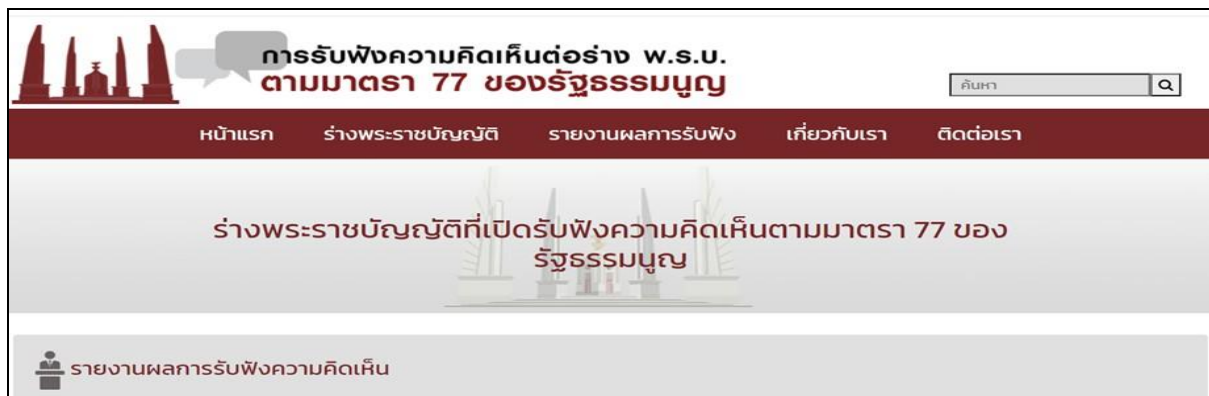 การรับฟังความคิดเห็นต่อร่าง พ.ร.บ.
ตามมาตรา 77 ของรัฐธรรมนูญ
ค้นหา
หน้าแรก ร่างพระราชบัญญัติ รายงานผลการรับฟัง เกี่ยวกับเรา ติดต่อเรา
ร่างพระราชบัญญัติที่เปิดรับฟังความคิดเห็นตามมาตรา 77 ของ
รัฐธรรมนูญ
รายงานผลการรับฟังความคิดเห็น